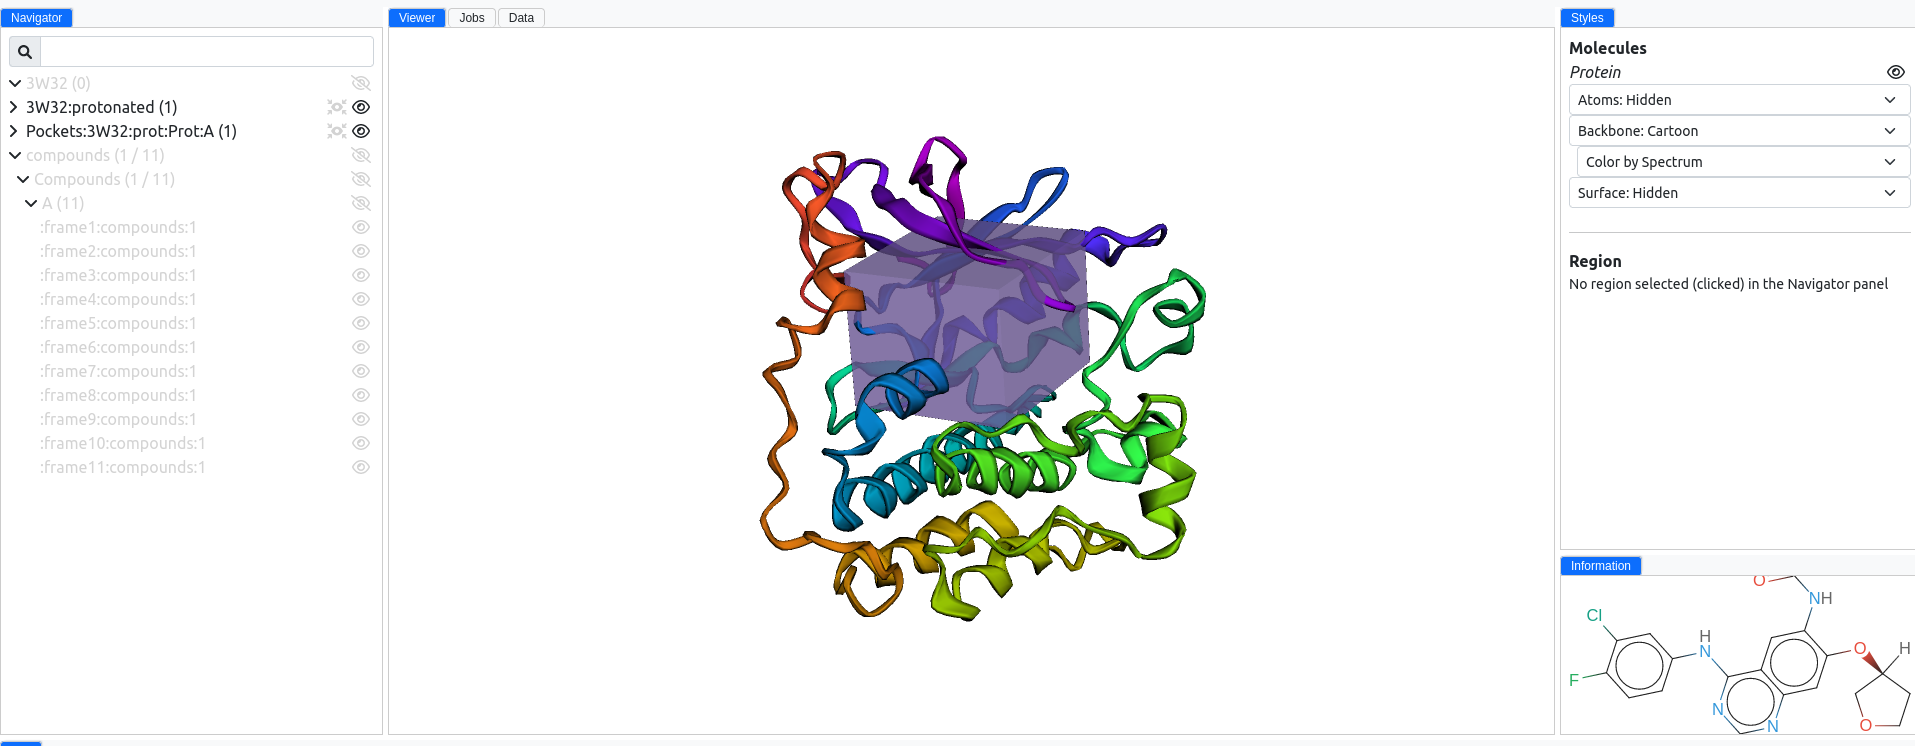 Navigator
3W32 (0)
3W32:protonated (1)
Pockets:3W32:prot:Prot:A (1)
compounds (1 / 11)
Compounds (1 / 11)
A (11)
:frame1:compounds:1
:frame2:compounds:1
:frame3:compounds:1
:frame4:compounds:1
:frame5:compounds:1
:frame6:compounds:1
:frame7:compounds:1
:frame8:compounds:1
:frame9:compounds:1
:frame10:compounds:1
:frame11:compounds:1
Viewer Jobs Data
Styles
Molecules
Protein
Atoms: Hidden
Backbone: Cartoon
Color by Spectrum
Surface: Hidden
Region
No region selected (clicked) in the Navigator panel
Information
O
NH
Cl
H
N
O
H
F
N
N
O